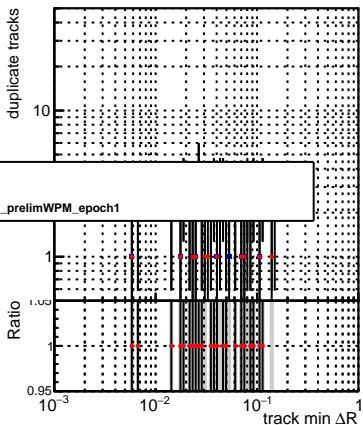 duplicate tracks
10
_prelimWPM_epoch1
1
Ratio
1.05
1
0.95
10−3
10−2
10−1
1
track min ΔR